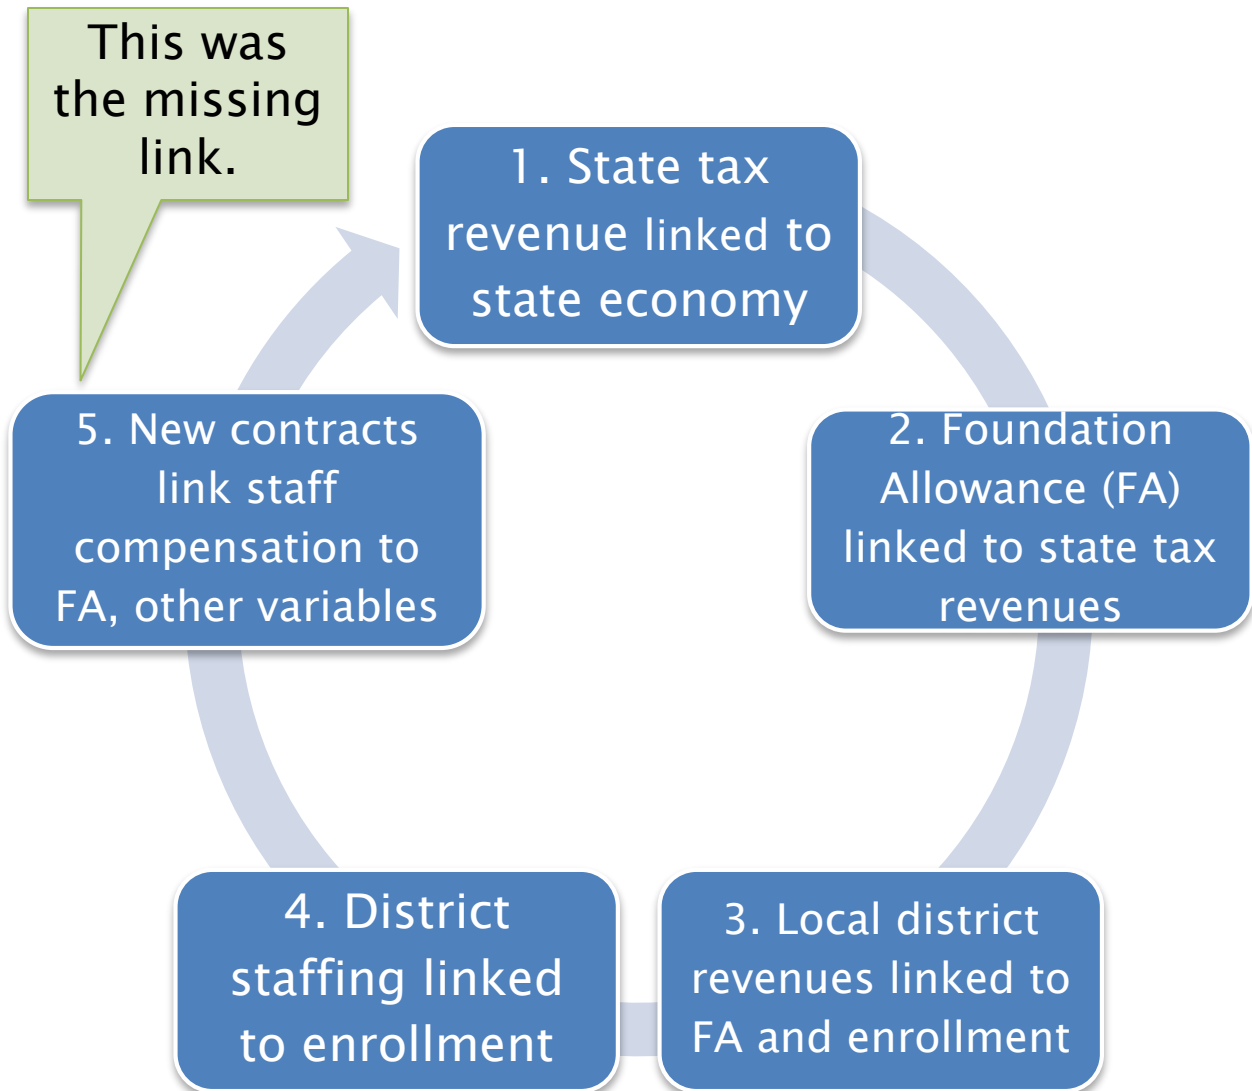 This was
the missing
link.
1. State tax
revenue linked to
state economy
2. Foundation
Allowance (FA)
linked to state tax
revenues
3. Local district
revenues linked to
FA and enrollment
4. District
staffing linked
to enrollment
5. New contracts
link staff
compensation to
FA, other variables